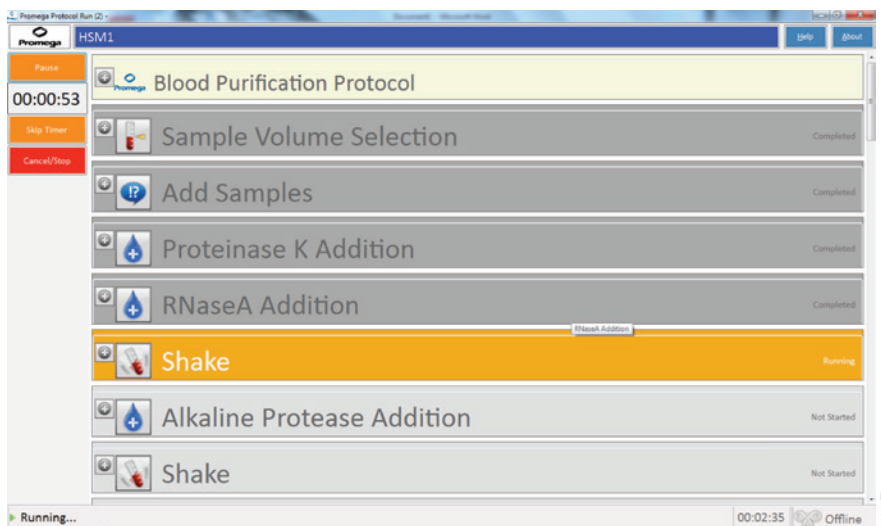 Promega Protocol Run (2) -
Promega
HSM1
Help
About
Pause
00:00:53
Skip Timer
Cancel/Stop
Promega
Blood Purification Protocol
Sample Volume Selection
Completed
Add Samples
Completed
Proteinase K Addition
Completed
RNaseA Addition
Completed
RNaseA Addition
Shake
Running
Alkaline Protease Addition
Not Started
Shake
Not Started
Running...
00:02:35
Offline